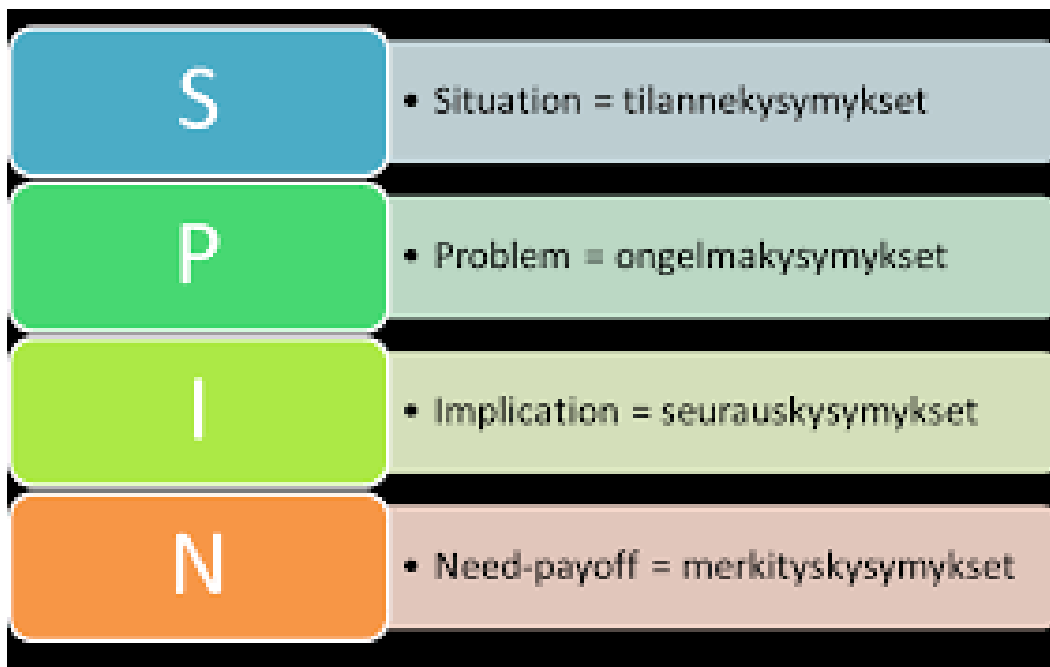 S
• Situation = tilannekysymykset
P
• Problem = ongelmakysymykset
I
• Implication = seurauskysymykset
N
• Need-payoff = merkityskysymykset